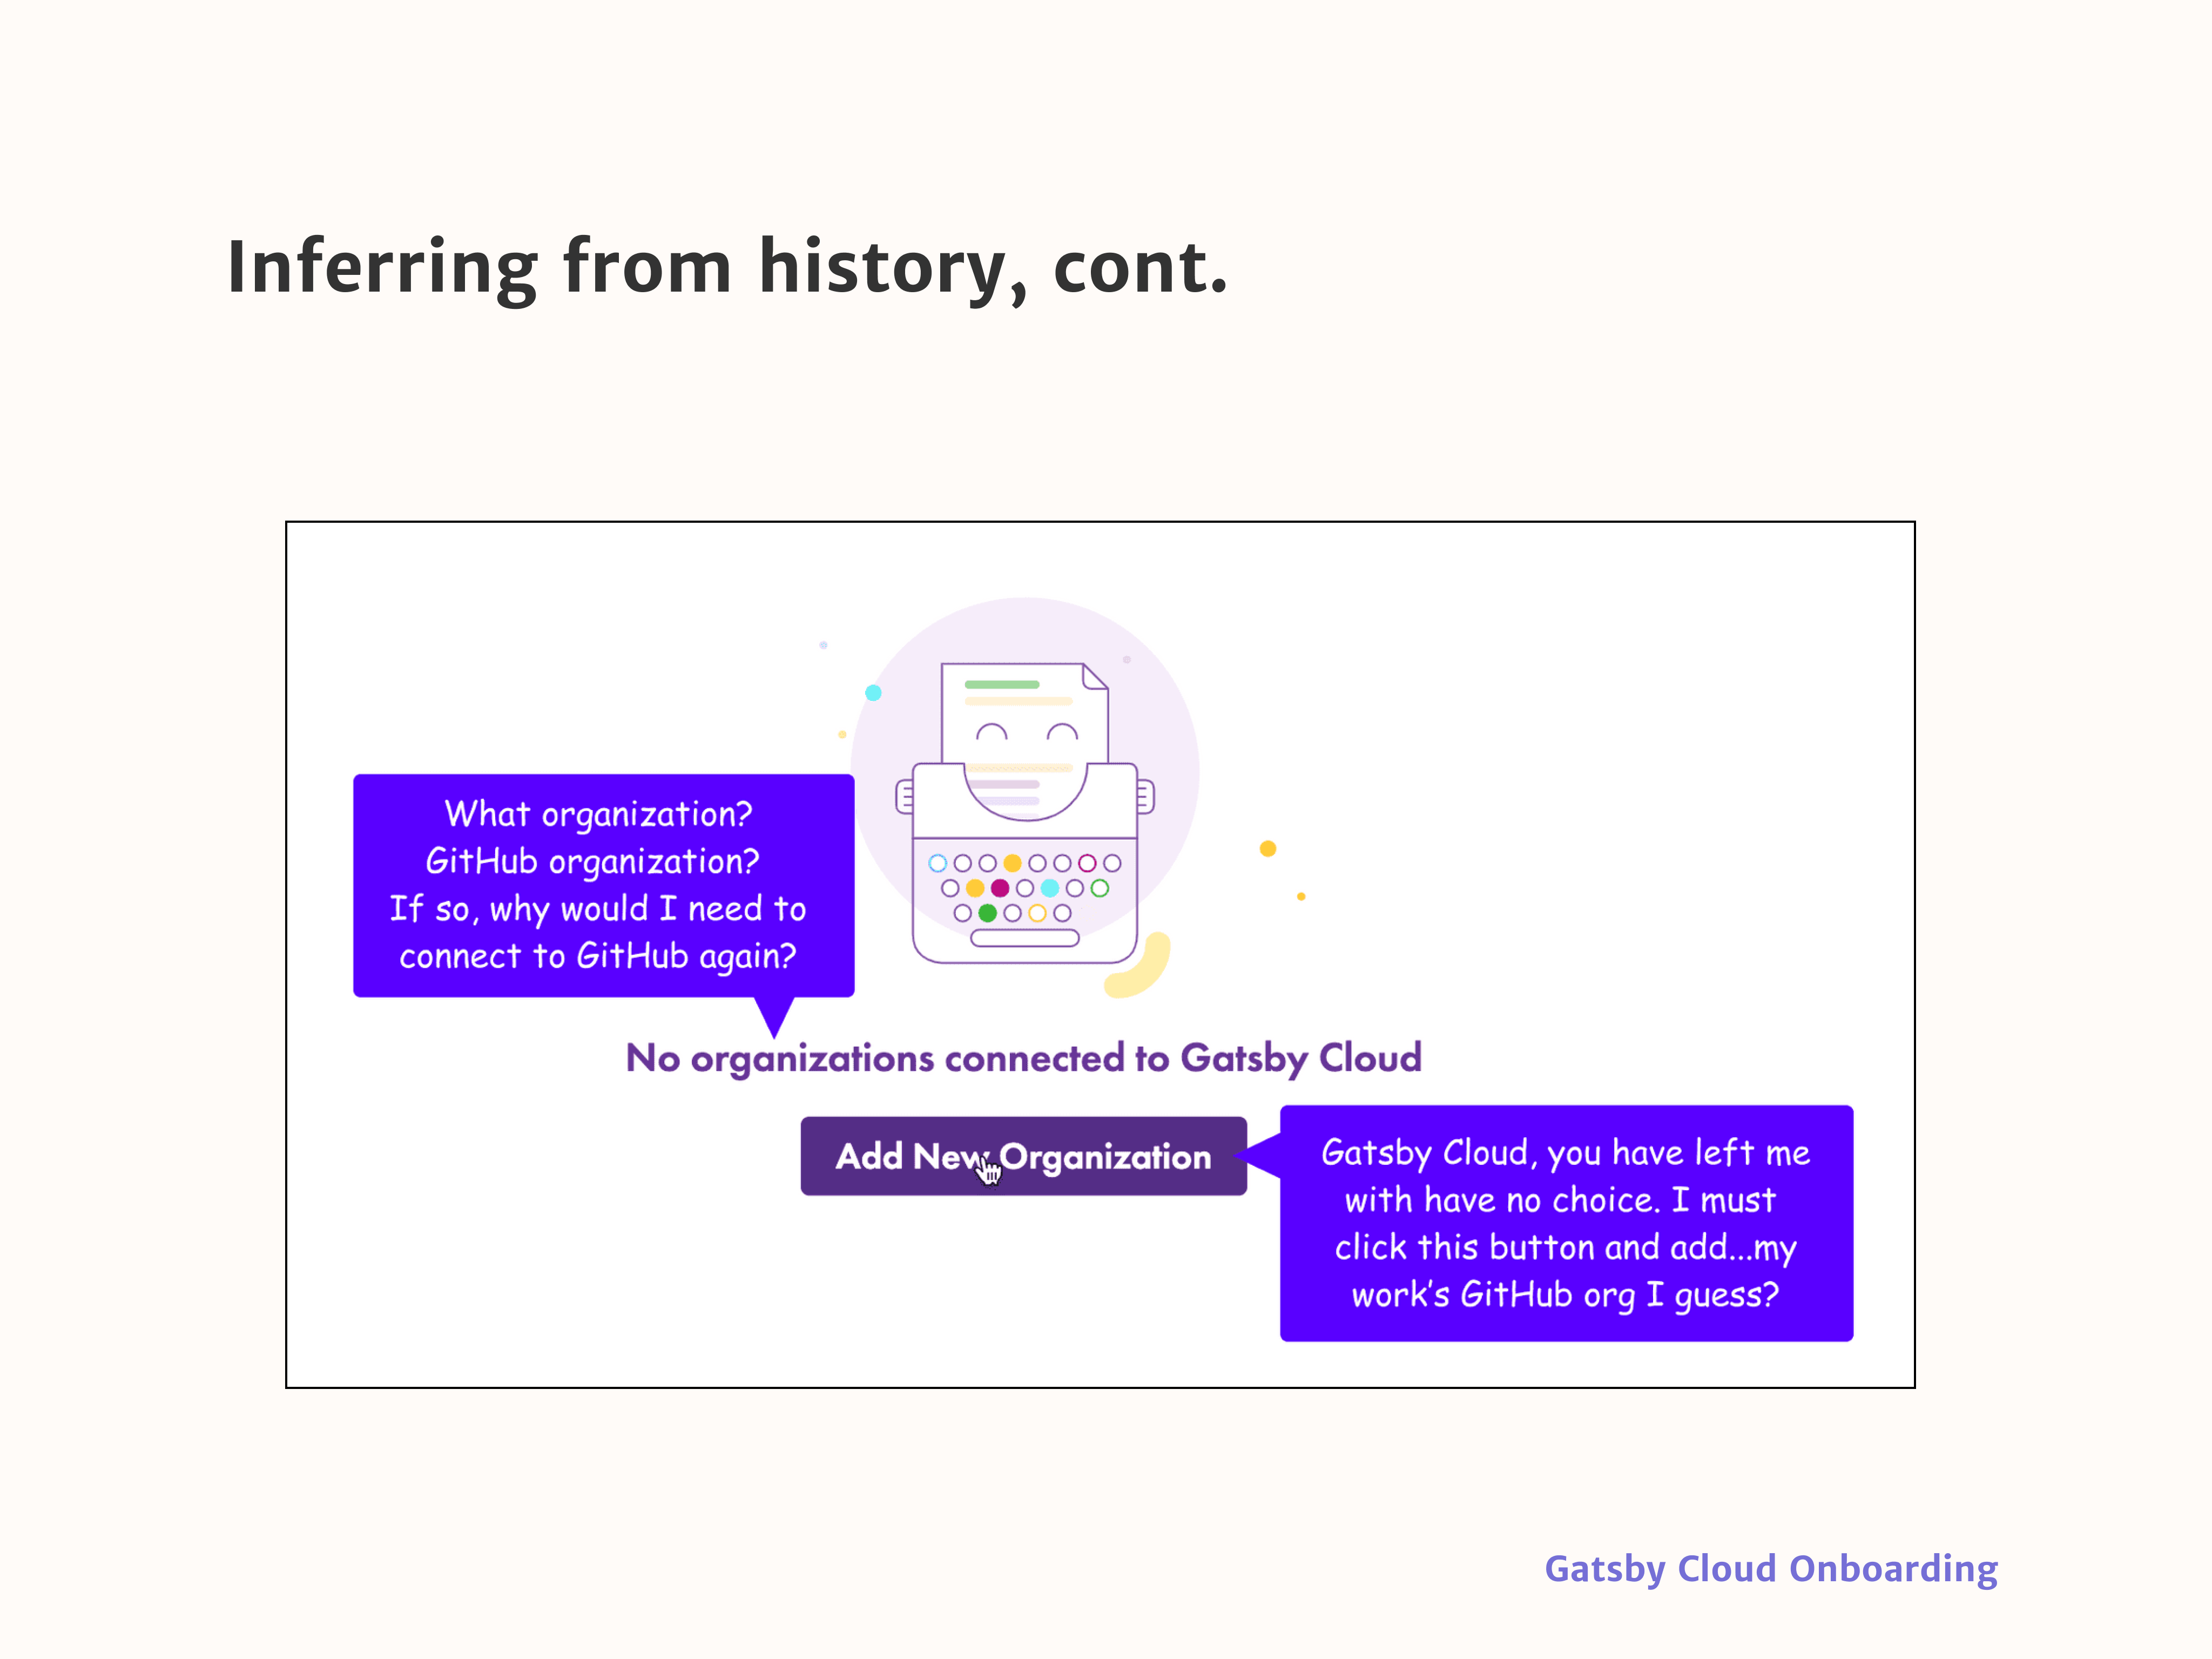 Inferring from history, cont.
What organization?
GitHub organization?
If so, why would I need to
connect to GitHub again?
No organizations connected to Gatsby Cloud
Add New Organization
Gatsby Cloud, you have left me
with have no choice. I must
click this button and add...my
work's GitHub org I guess?
Gatsby Cloud Onboarding